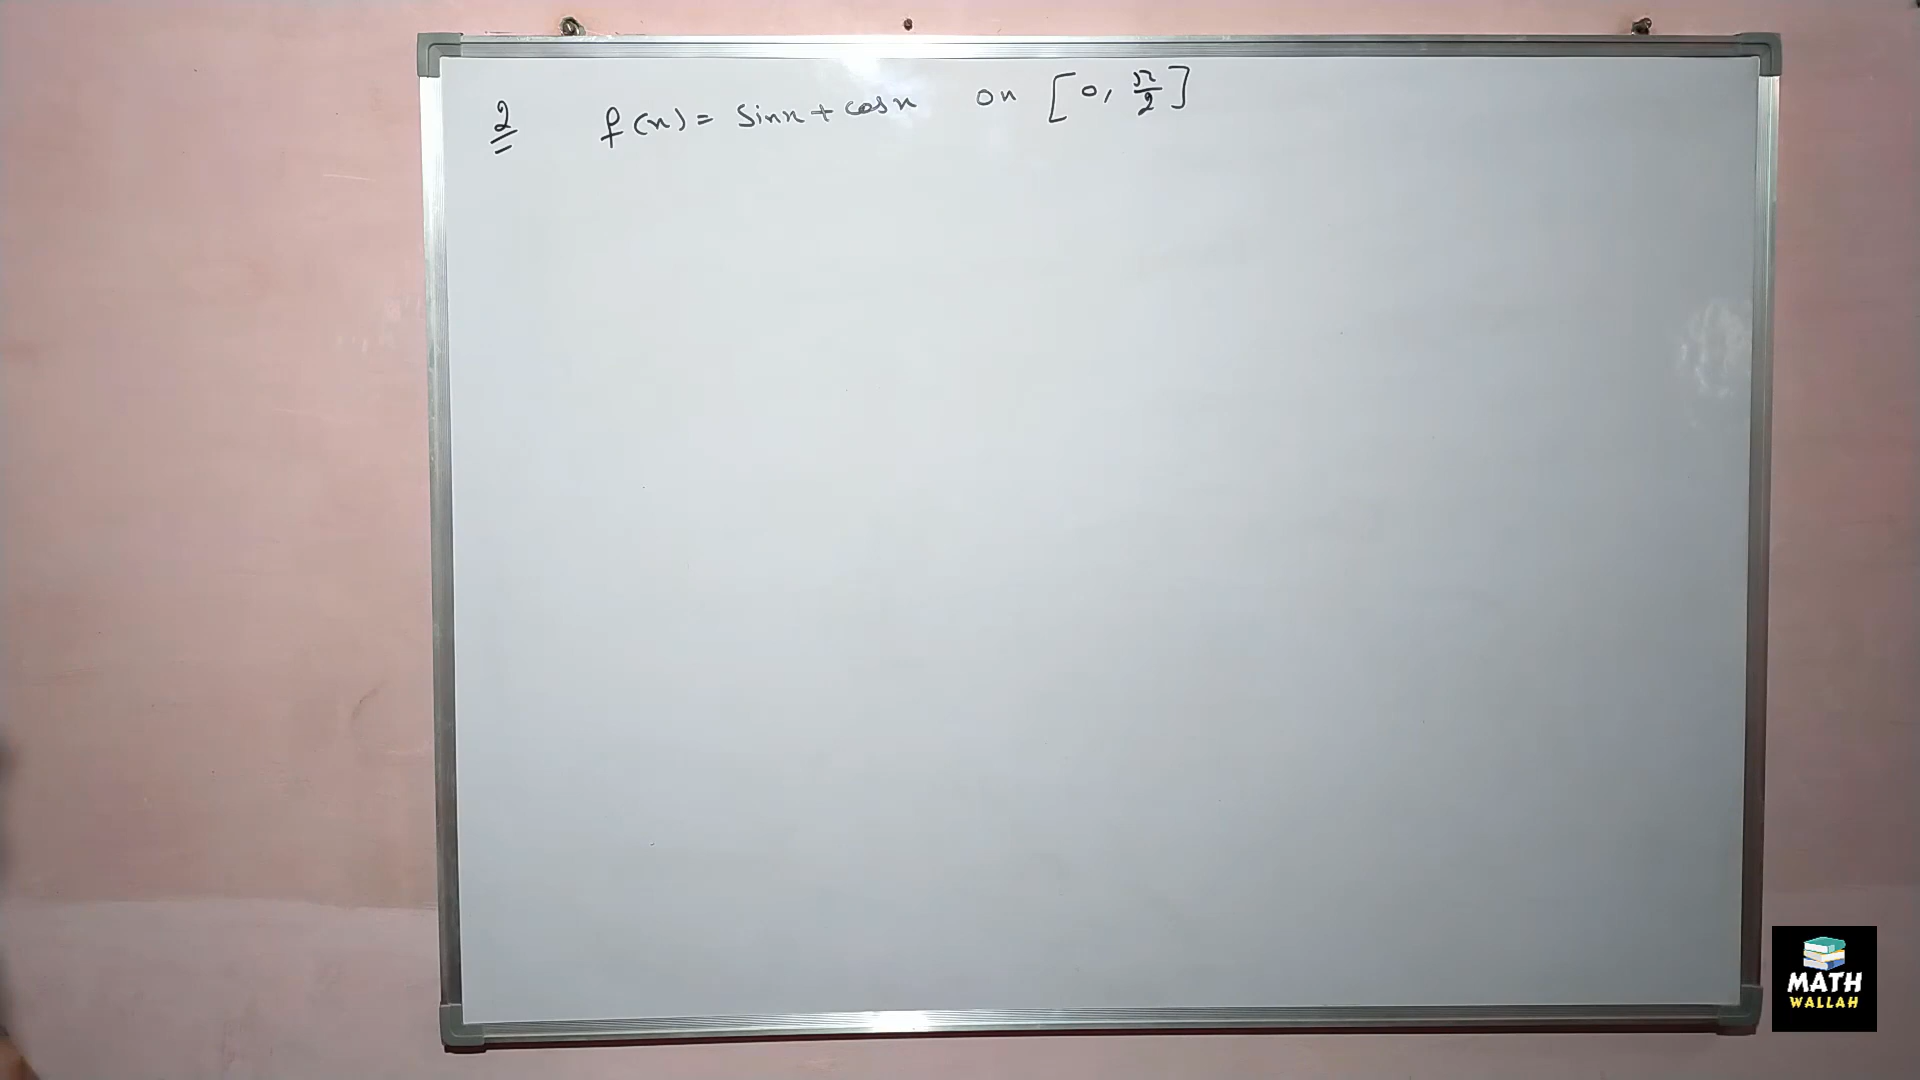 2 f(x) = sinx + cosx on [0, π/2]
MATH
WALLAH